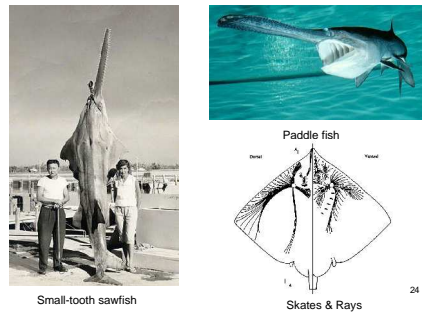 Paddle fish
Dorsal
Ventral
24
Small-tooth sawfish
Skates & Rays